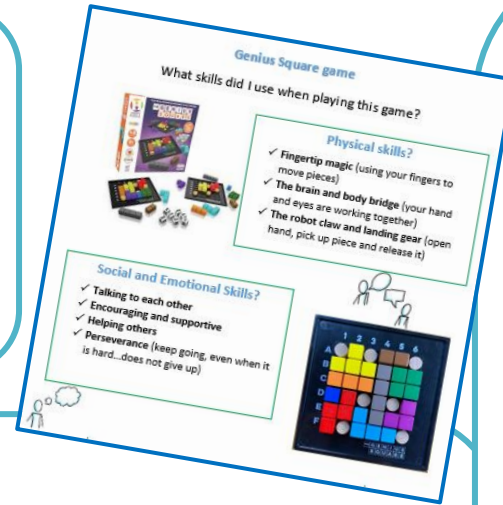 Genius Square game
What skills did I use when playing this game?
Physical skills?
✓ Fingertip magic (using your fingers to
move pieces)
✓ The brain and body bridge (your hand
and eyes are working together)
✓ The robot claw and landing gear (open
hand, pick up piece and release it)
Social and Emotional Skills?
✓ Talking to each other
✓ Encouraging and supportive
✓ Helping others
✓ Perseverance (keep going, even when it
is hard...does not give up)
1 2 3 4 5 6
A
B
C
D
E
F
GENIUS
SQUARE